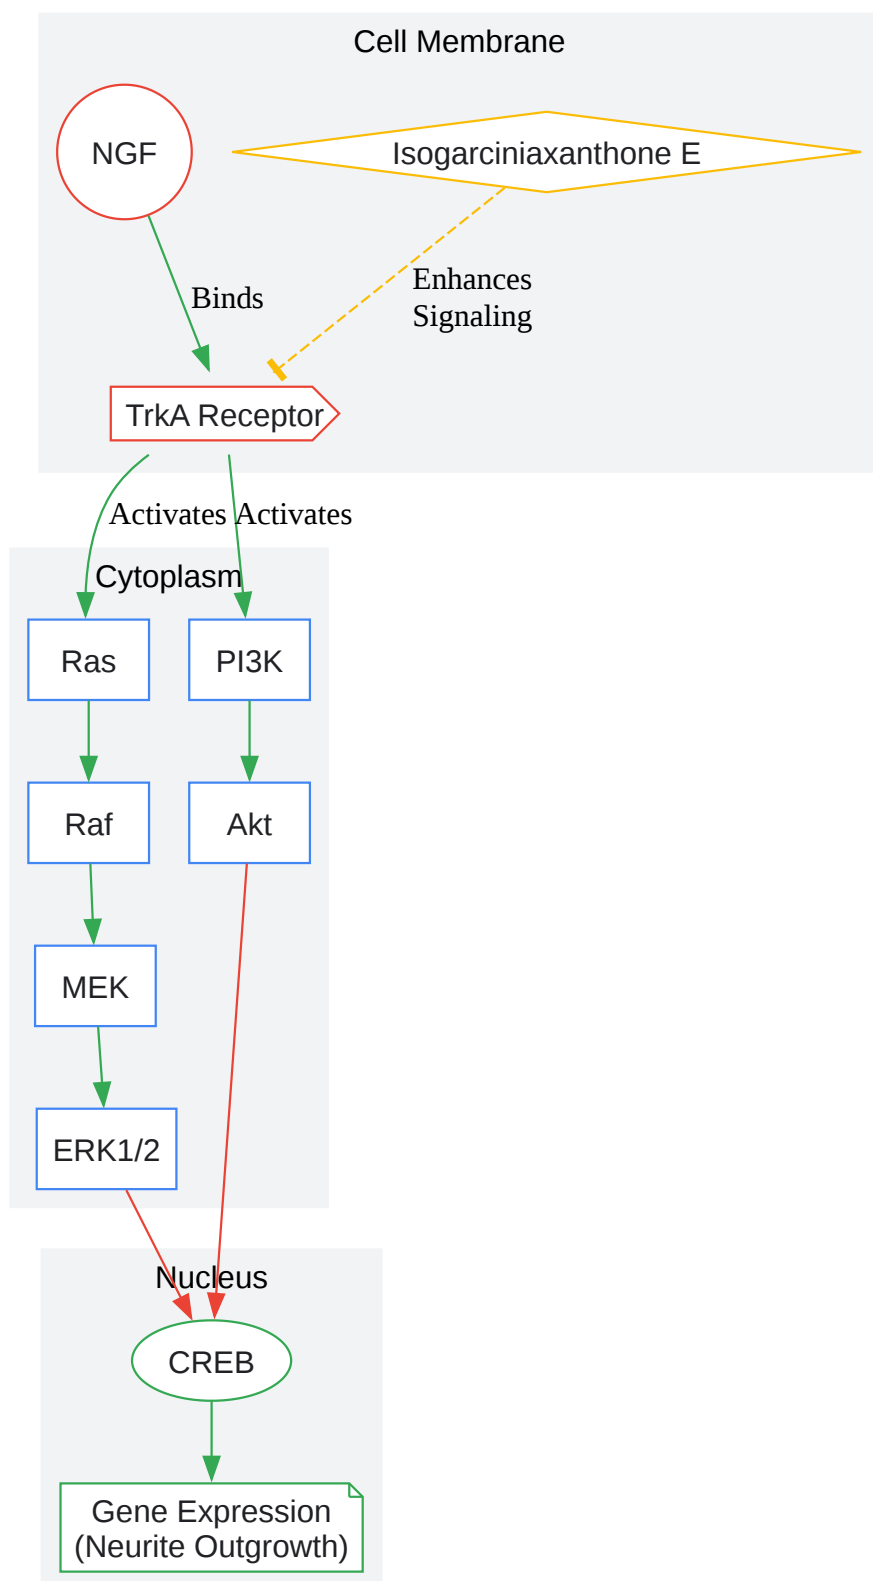 Cell Membrane
NGF
Isogarciniaxanthone E
Binds
Enhances
Signaling
TrkA Receptor
Activates
Activates
Cytoplasm
Ras
PI3K
Raf
Akt
MEK
ERK1/2
Nucleus
CREB
Gene Expression
(Neurite Outgrowth)